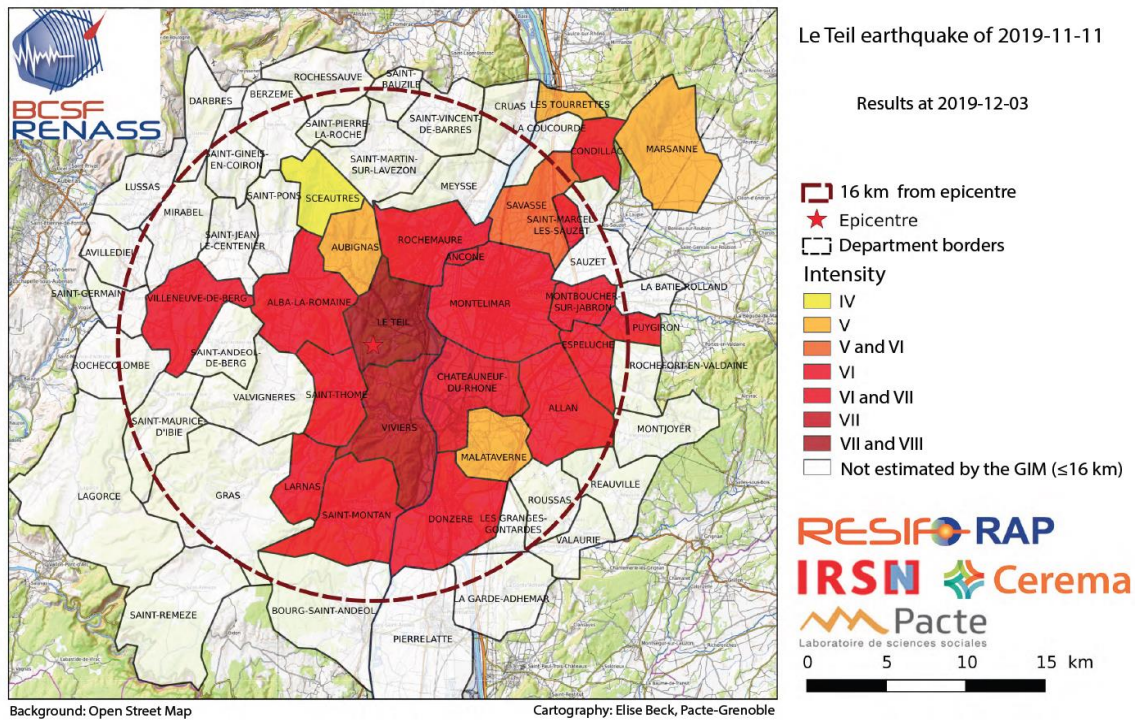 BCSF
RENASS
Le Teil earthquake of 2019-11-11
Results at 2019-12-03
16 km from epicentre
Epicentre
Department borders
Intensity
IV
V
V and VI
VI
VI and VII
VII
VII and VIII
Not estimated by the GIM (≤16 km)
RESIF RAP
IRSN
Cerema
Pacte
Laboratoire de sciences sociales
0 5 10 15 km
ROCHESSAUVE
SAINT-
BAUZILE
BERZEME
DARBRES
CRUAS
LES TOURRETTES
SAINT-PIERRE-
LA-ROCHE
SAINT-VINCENT-
DE-BARRES
LA COUCOURDE
CONDILLAC
MARSANNE
SAINT-GINEIS-
EN-COIRON
SAINT-MARTIN-
SUR-LAVEZON
LUSSAS
MEYSSE
SAINT-PONS
SCEAUTRES
SAVASSE
MIRABEL
SAINT-MARCEL-
LES-SAUZET
SAINT-JEAN-
LE-CENTENIER
ROCHEMAURE
AUBIGNAS
LAVILLEDIEU
ANCONE
SAUZET
SAINT-GERMAIN
LA BATIE-ROLLAND
VILLENEUVE-DE-BERG
ALBA-LA-ROMAINE
MONTELIMAR
MONTBOUCHER-
SUR-JABRON
LE TEIL
PUYGIRON
ESPELUCHE
SAINT-ANDEOL-
DE-BERG
ROCHECOLOMBE
ROCHEFORT-EN-VALDAINE
CHATEAUNEUF-
DU-RHONE
SAINT-THOME
VALVIGNERES
ALLAN
SAINT-MAURICE-
D'IBIE
VIVIERS
MONTJOYER
MALATAVERNE
LARNAS
REAUVILLE
LAGORCE
GRAS
ROUSSAS
SAINT-MONTAN
DONZERE
LES GRANGES-
GONTARDES
VALAURIE
LA GARDE-ADHEMAR
SAINT-REMEZE
BOURG-SAINT-ANDEOL
PIERRELATTE
Background: Open Street Map
Cartography: Elise Beck, Pacte-Grenoble